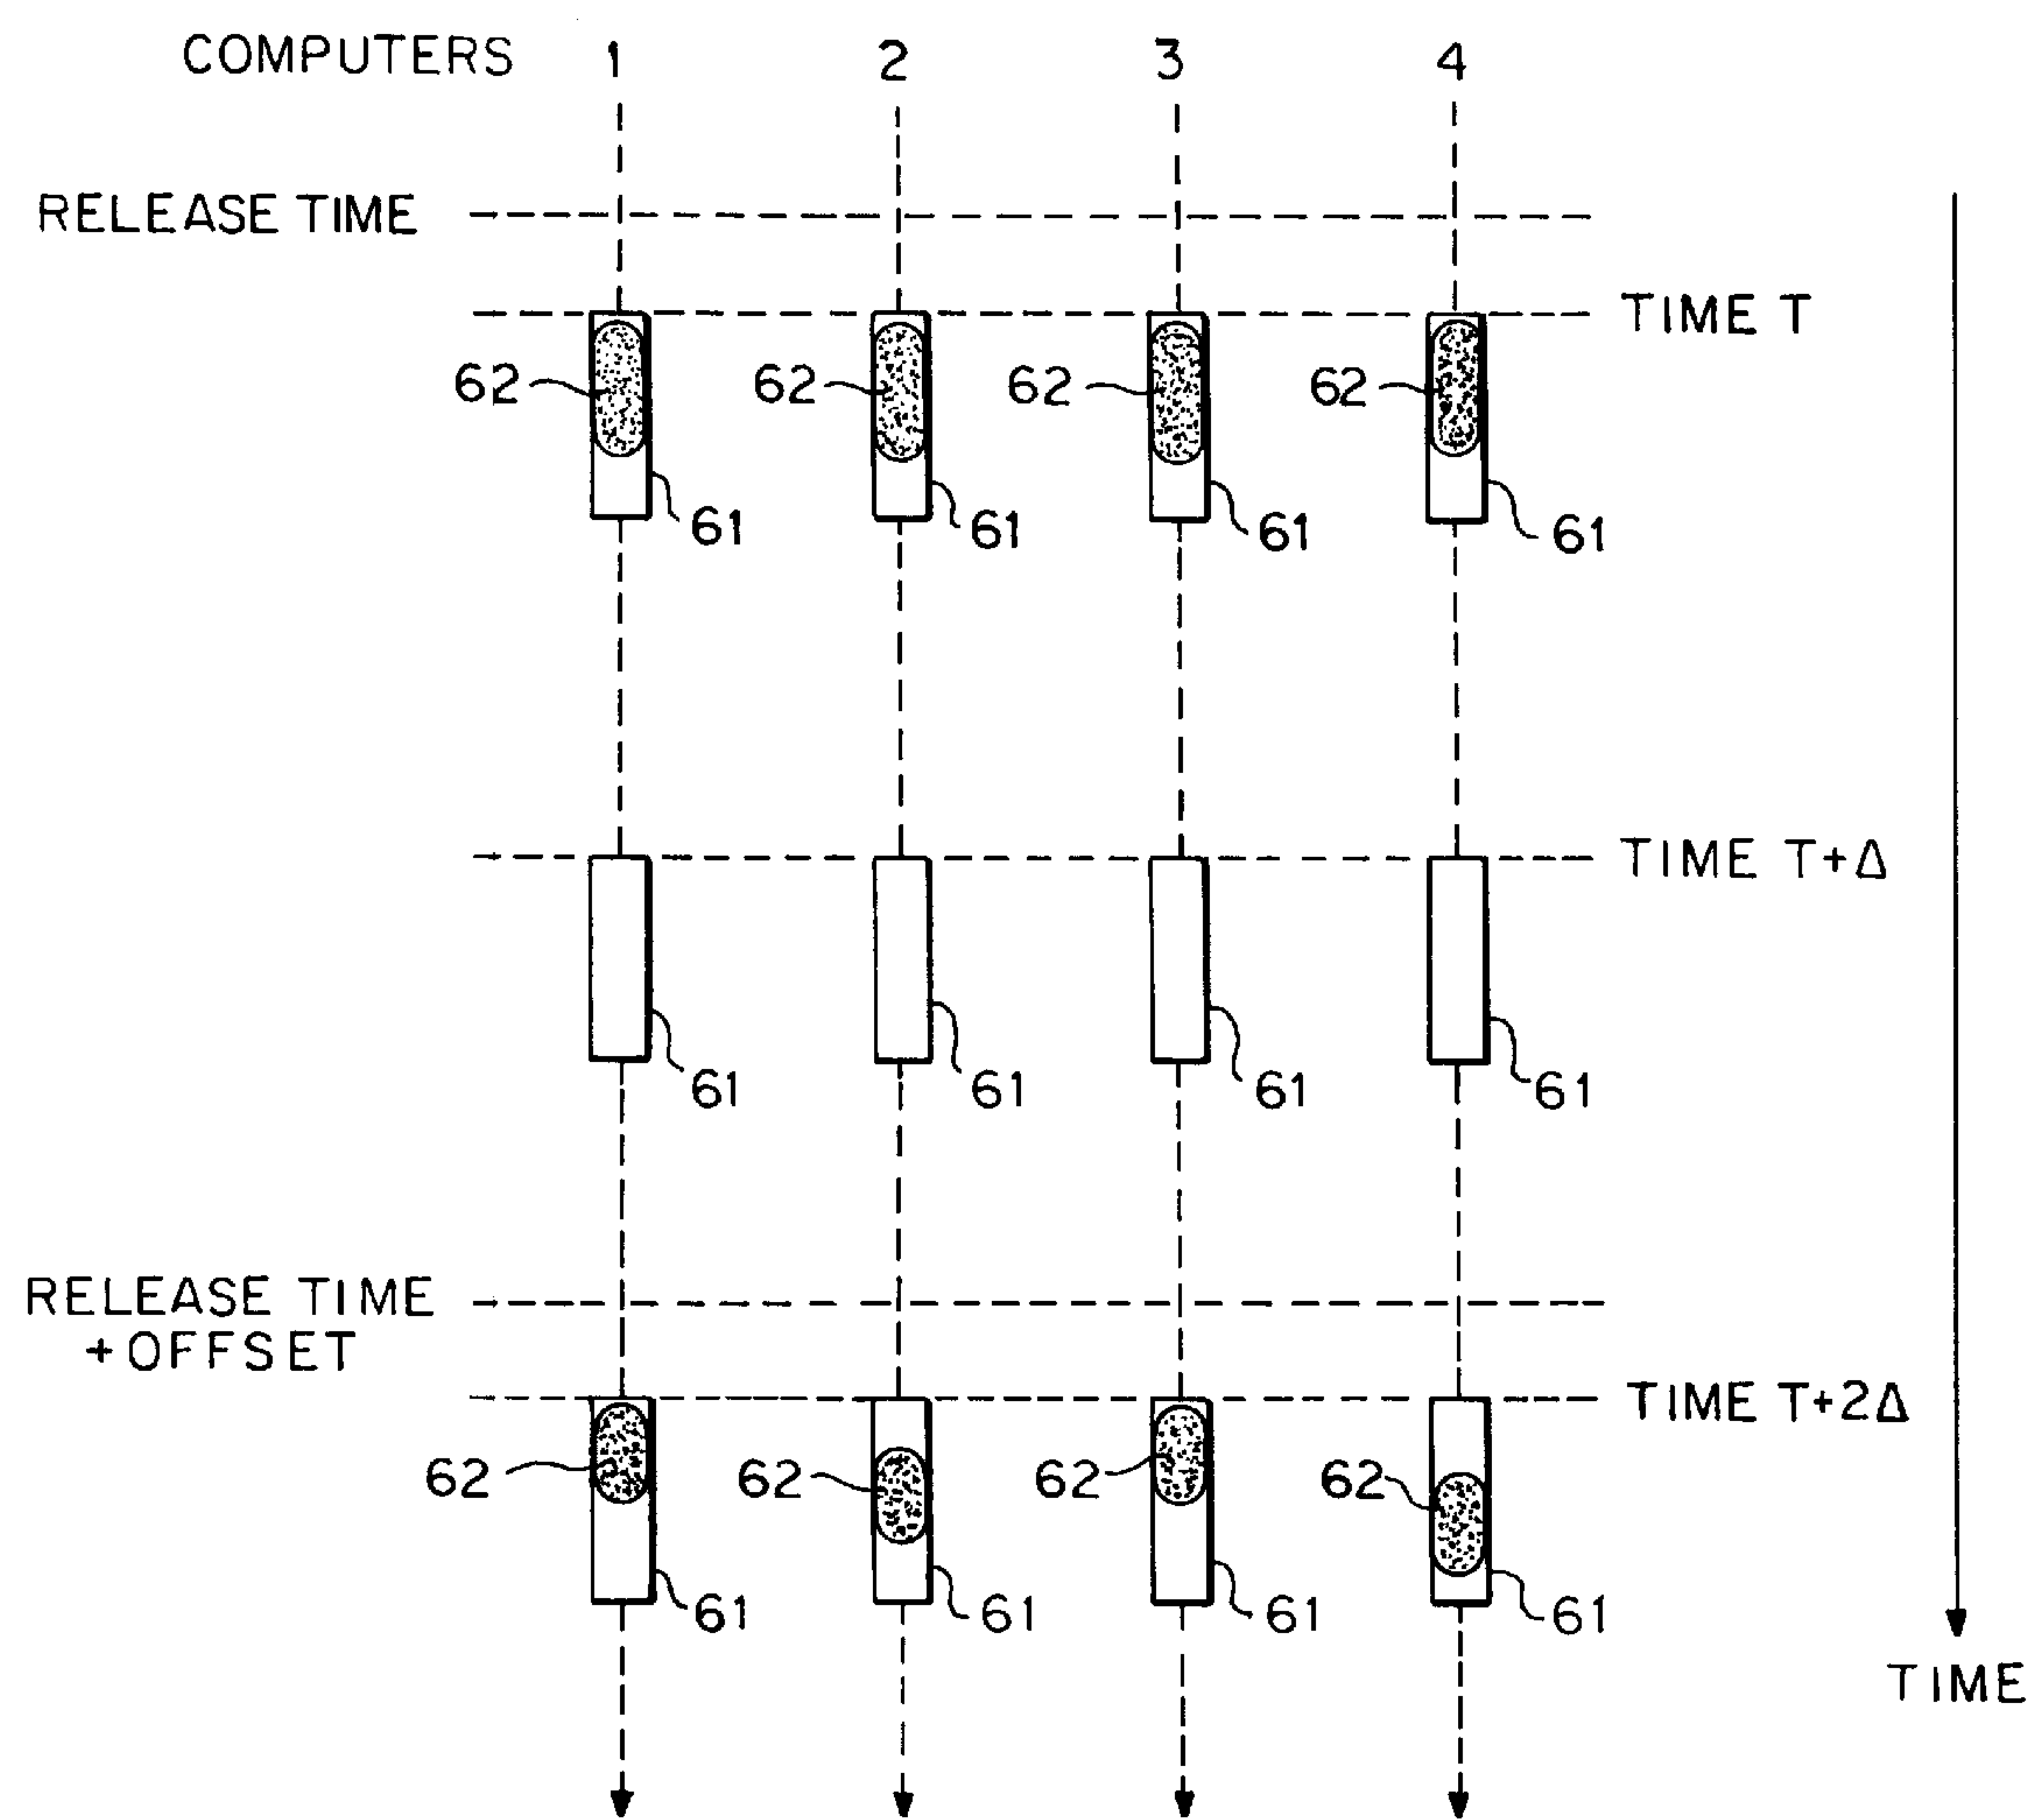 COMPUTERS 1 2 3 4
RELEASE TIME
TIME T
62 62 62 62
61 61 61 61
TIME T+Δ
61 61 61 61
RELEASE TIME
+OFFSET
TIME T+2Δ
62 62 62 62
61 61 61 61
TIME